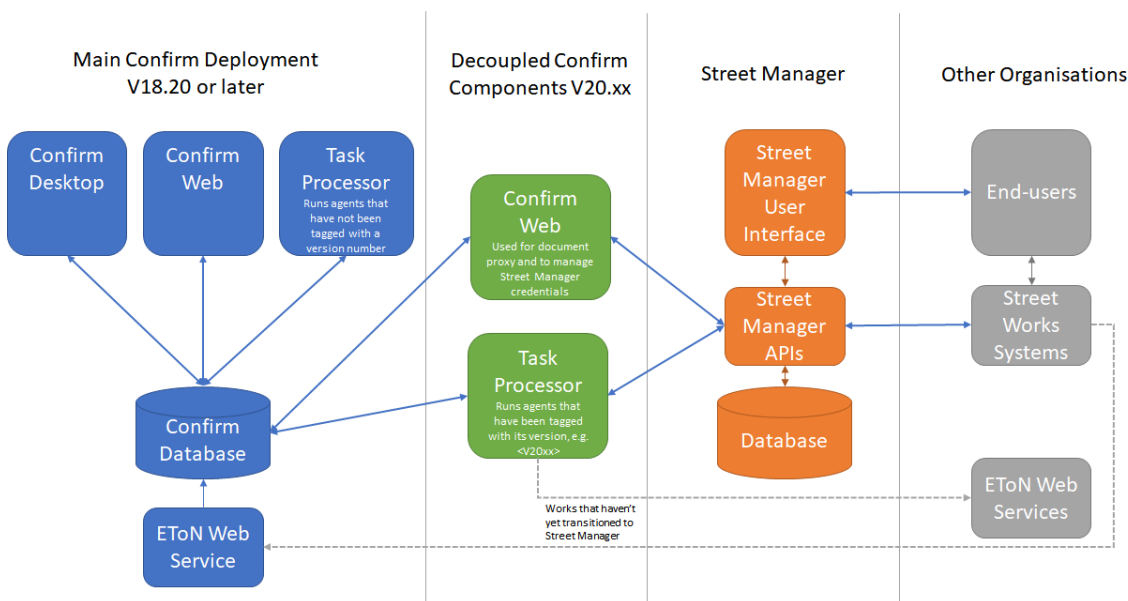 Main Confirm Deployment
V18.20 or later
Decoupled Confirm
Components V20.xx
Street Manager
Other Organisations
Confirm
Desktop
Confirm
Web
Task
Processor
Runs agents that
have not been
tagged with a
version number
Confirm
Web
Used for document
proxy and to manage
Street Manager
credentials
Street
Manager
User
Interface
End-users
Street
Manager
APIs
Street
Works
Systems
Task
Processor
Runs agents that
have been tagged
with its version, e.g.
<V20xx>
Confirm
Database
Database
EToN Web
Services
Works that haven't
yet transitioned to
Street Manager
EToN Web
Service